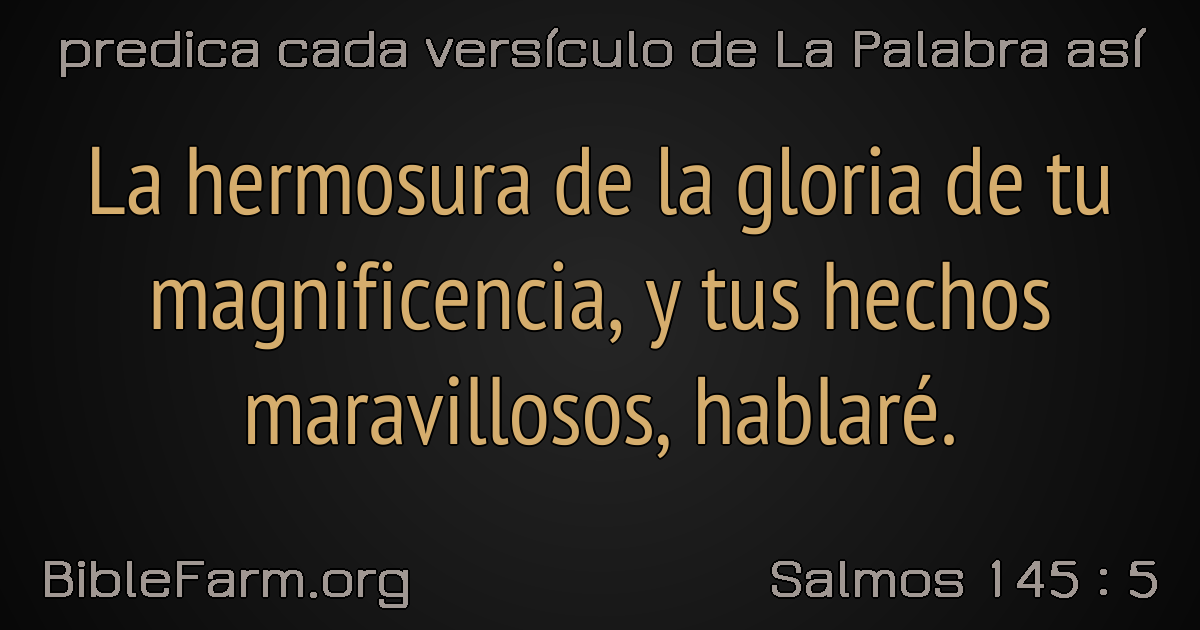 predica cada versículo de La Palabra así
La hermosura de la gloria de tu
magnificencia, y tus hechos
maravillosos, hablaré.
BibleFarm.org
Salmos 145 : 5